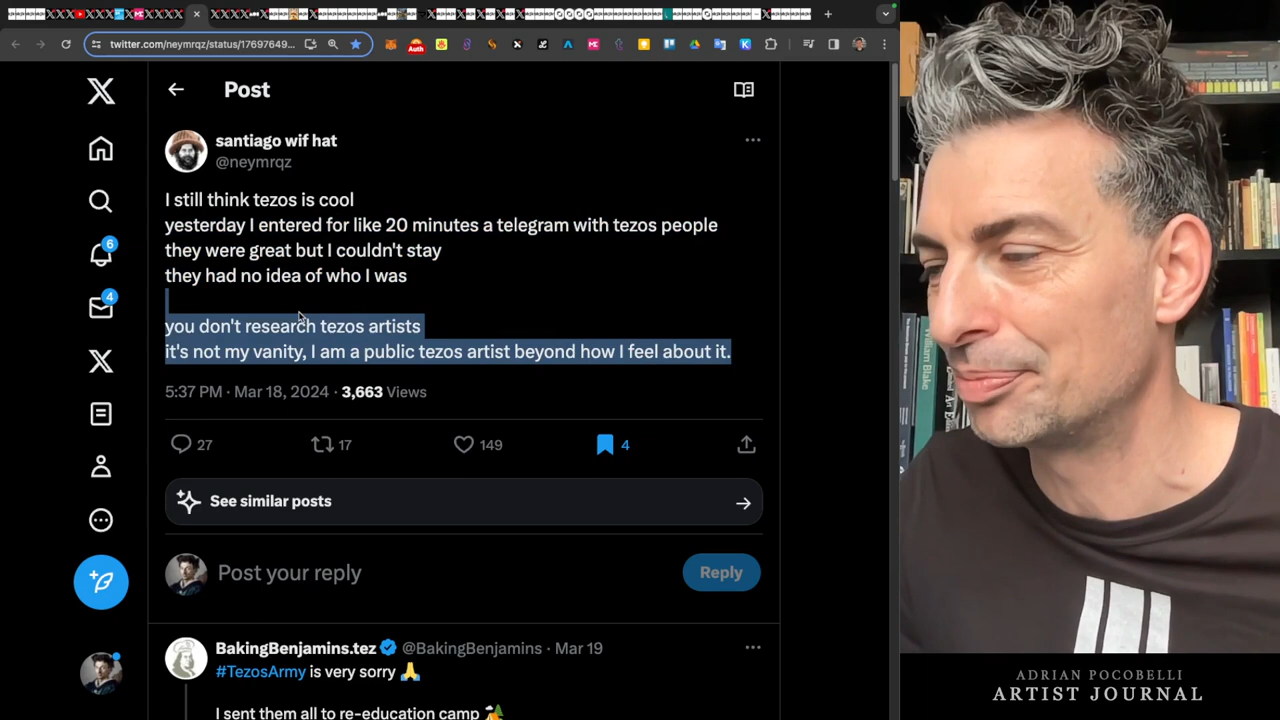 twitter.com/neymrqz/status/17697649...
Auth
Post
santiago wif hat
@neymrqz
I still think tezos is cool
yesterday I entered for like 20 minutes a telegram with tezos people
they were great but I couldn't stay
they had no idea of who I was
you don't research tezos artists
it's not my vanity, I am a public tezos artist beyond how I feel about it.
5:37 PM · Mar 18, 2024 · 3,663 Views
27 17 149 4
See similar posts
Post your reply
Reply
BakingBenjamins.tez @BakingBenjamins · Mar 19
#TezosArmy is very sorry 🙏
I sent them all to re-education camp 🏕️
6
4
William Blake
ADRIAN POCOBELLI
ARTIST JOURNAL